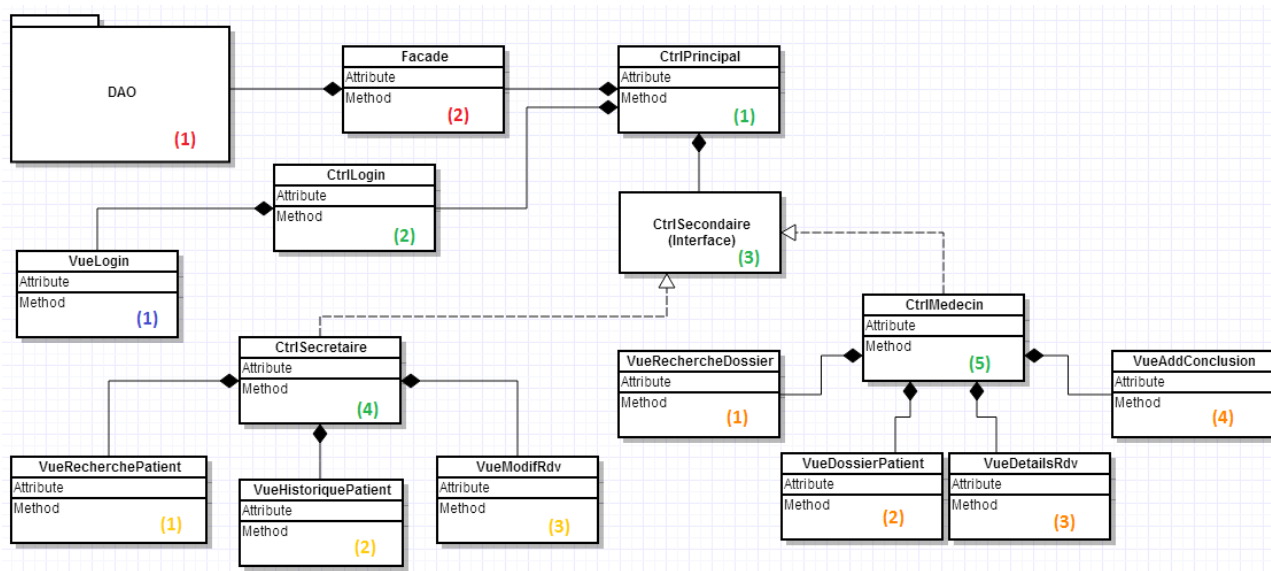 DAO
(1)
Facade
Attribute
Method
(2)
CtrlPrincipal
Attribute
Method
(1)
CtrlLogin
Attribute
Method
(2)
CtrlSecondaire
(Interface)
(3)
VueLogin
Attribute
Method
(1)
CtrlSecretaire
Attribute
Method
(4)
CtrlMedecin
Attribute
Method
(5)
VueRechercheDossier
Attribute
Method
(1)
VueAddConclusion
Attribute
Method
(4)
VueRecherchePatient
Attribute
Method
(1)
VueHistoriquePatient
Attribute
Method
(2)
VueModifRdv
Attribute
Method
(3)
VueDossierPatient
Attribute
Method
(2)
VueDetailsRdv
Attribute
Method
(3)